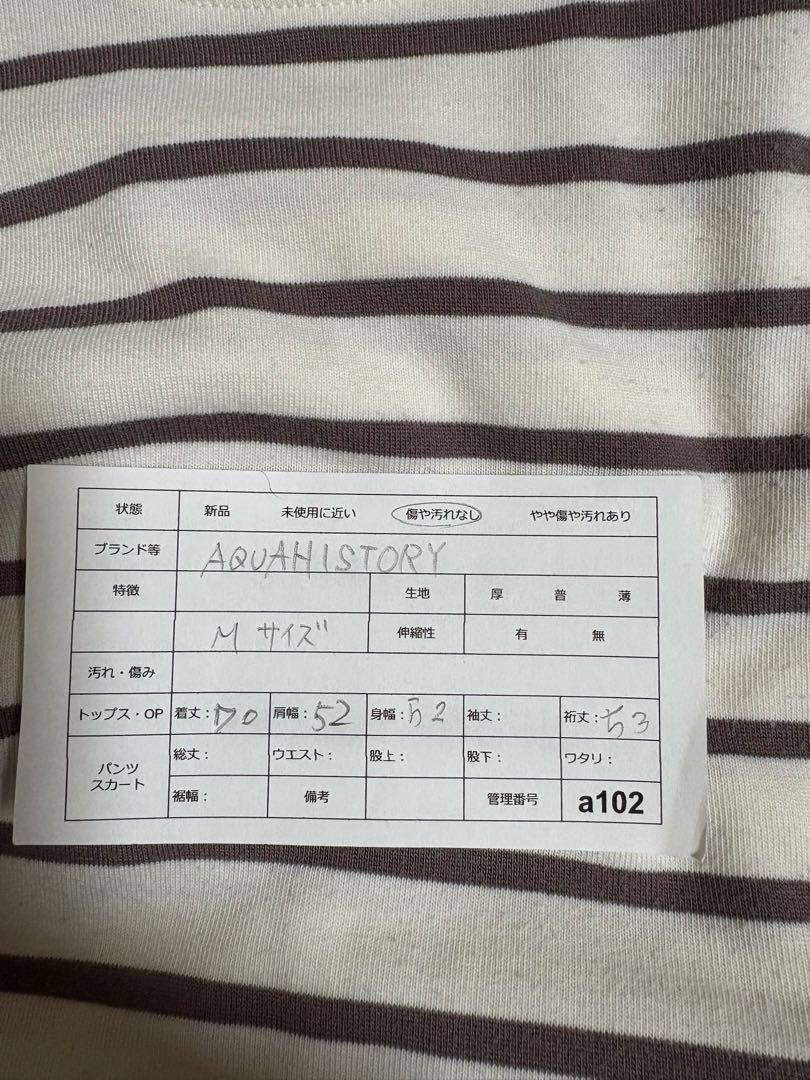 状態 新品 未使用に近い 傷や汚れなし やや傷や汚れあり
ブランド等 AQUAHISTORY
特徴 生地 厚 普 薄
Mサイズ 伸縮性 有 無
汚れ・傷み
トップス・OP 着丈：70 肩幅：52 身幅：52 袖丈： 裄丈：53
パンツ スカート 総丈： ウエスト： 股上： 股下： ワタリ：
裾幅： 備考 管理番号 a102